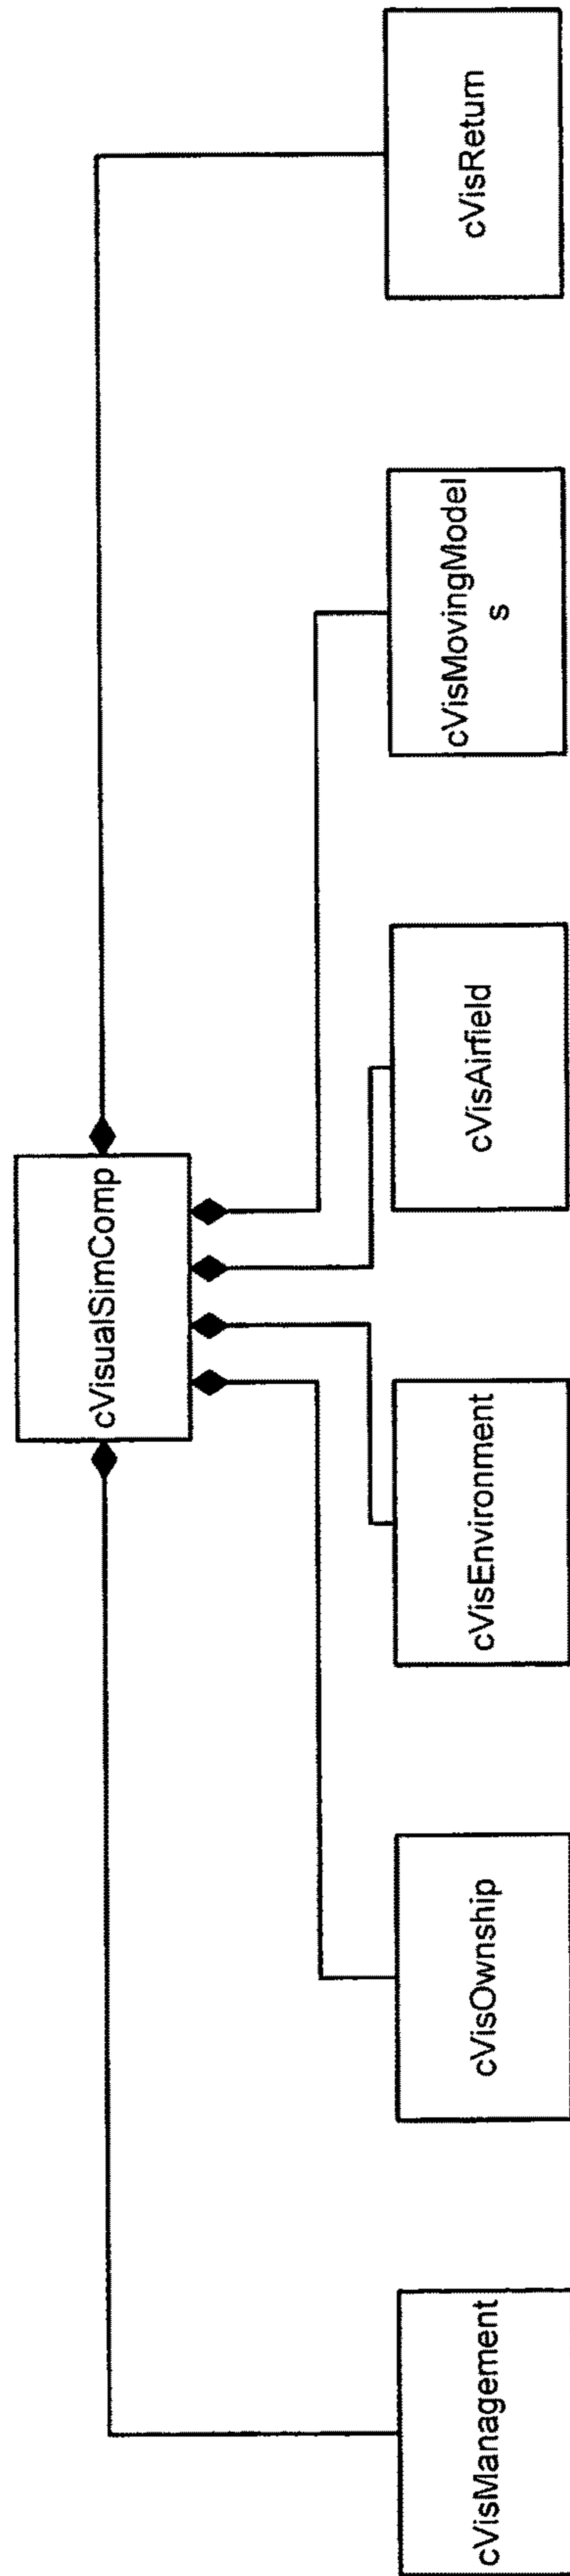 cVisualSimComp
cVisManagement
cVisOwnship
cVisEnvironment
cVisAirfield
cVisMovingModel
s
cVisReturn